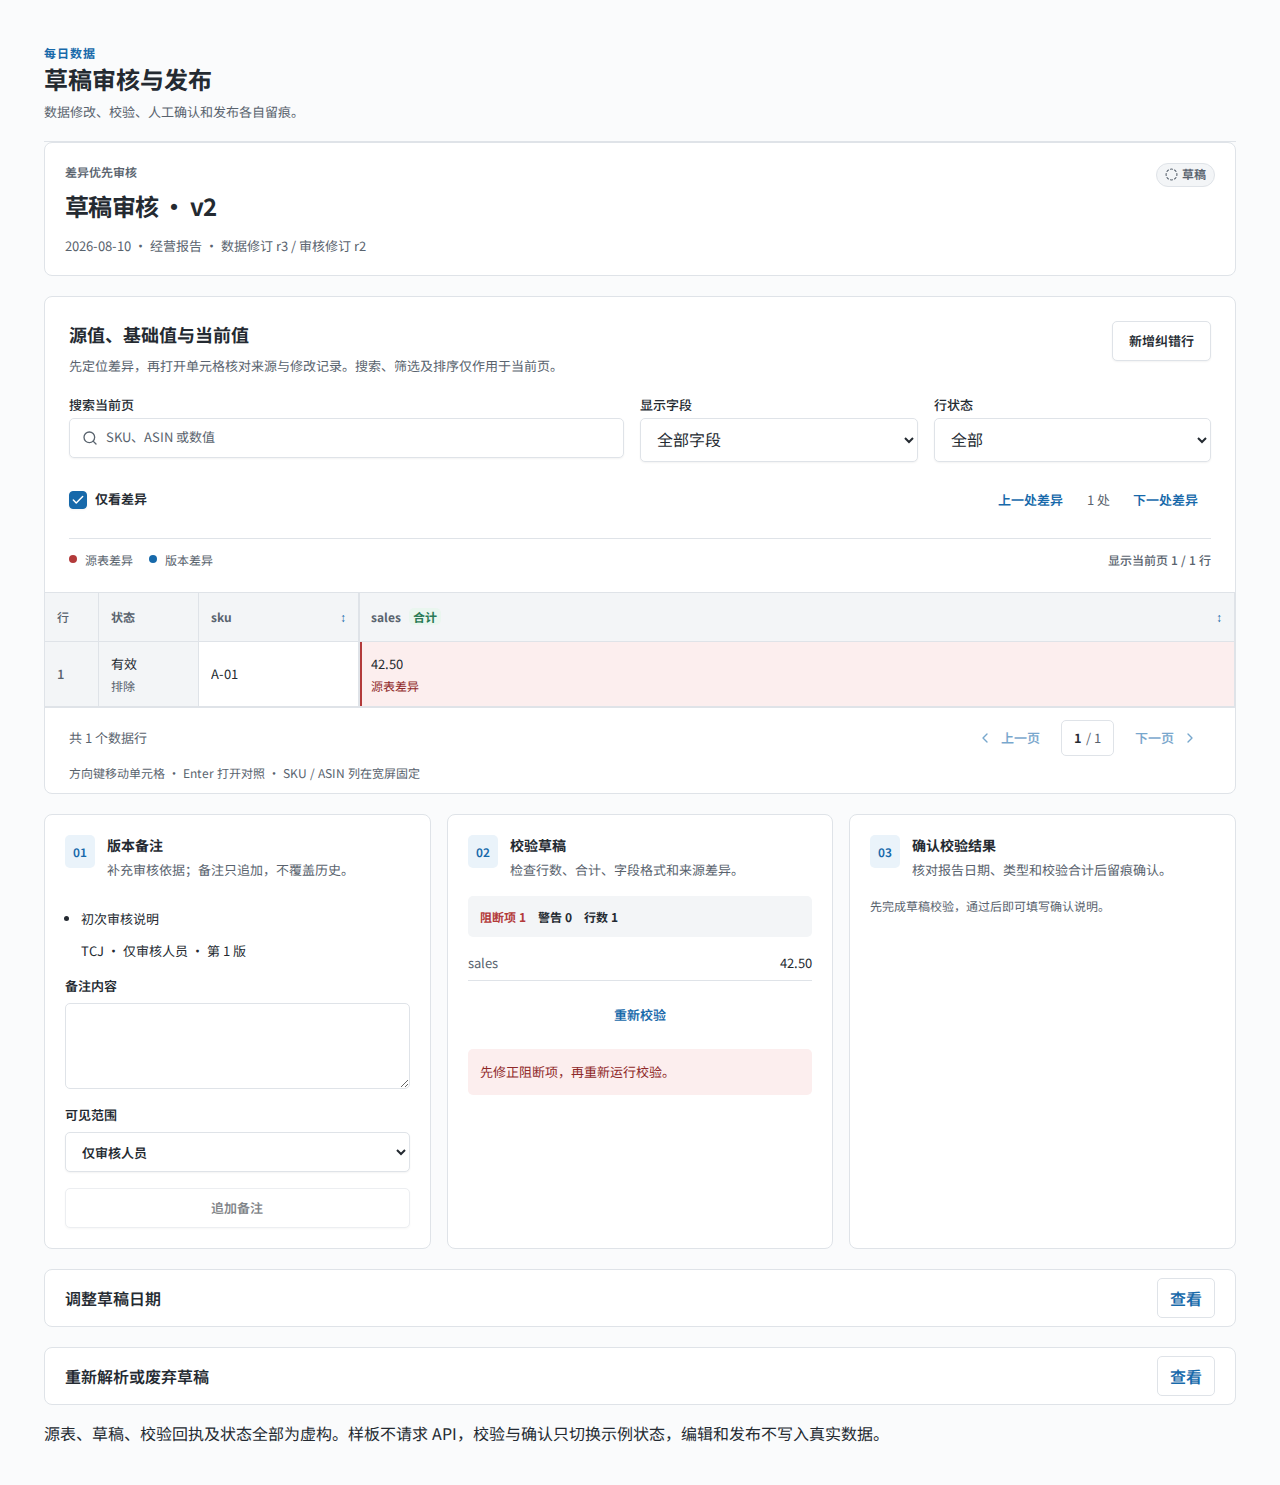 每日数据
草稿审核与发布
数据修改、校验、人工确认和发布各自留痕。
差异优先审核
草稿
草稿审核 · v2
2026-08-10 · 经营报告 · 数据修订 r3 / 审核修订 r2
源值、基础值与当前值
新增纠错行
先定位差异，再打开单元格核对来源与修改记录。搜索、筛选及排序仅作用于当前页。
搜索当前页 显示字段 行状态
SKU、ASIN 或数值 全部字段 全部
仅看差异 上一处差异 1 处 下一处差异
源表差异 版本差异 显示当前页 1 / 1 行
行 状态 sku ↕ sales 合计 ↕
1 有效 A-01 42.50
排除 源表差异
共 1 个数据行 上一页 1 / 1 下一页
方向键移动单元格 · Enter 打开对照 · SKU / ASIN 列在宽屏固定
01 版本备注
补充审核依据；备注只追加，不覆盖历史。
初次审核说明
TCJ · 仅审核人员 · 第 1 版
备注内容
可见范围
仅审核人员
追加备注
02 校验草稿
检查行数、合计、字段格式和来源差异。
阻断项 1 警告 0 行数 1
sales 42.50
重新校验
先修正阻断项，再重新运行校验。
03 确认校验结果
核对报告日期、类型和校验合计后留痕确认。
先完成草稿校验，通过后即可填写确认说明。
调整草稿日期 查看
重新解析或废弃草稿 查看
源表、草稿、校验回执及状态全部为虚构。样板不请求 API，校验与确认只切换示例状态，编辑和发布不写入真实数据。